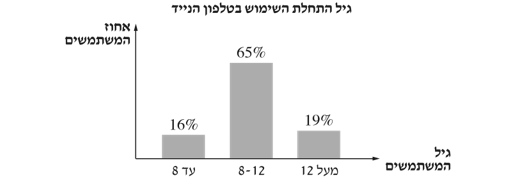 גיל התחלת השימוש בטלפון הנייד
אחוז
המשתמשים
65%
16%
19%
עד 8
8-12
מעל 12
גיל
המשתמשים